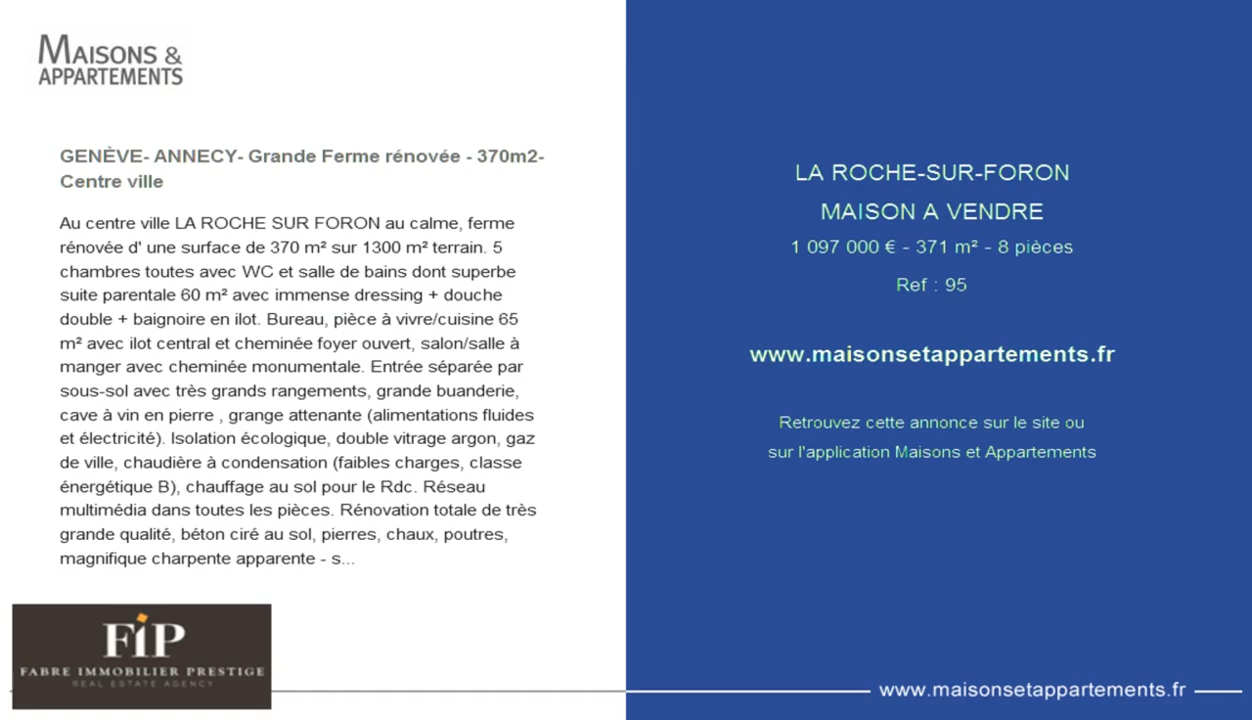 MAISONS &
APPARTEMENTS
GENÈVE- ANNECY- Grande Ferme rénovée - 370m2-
Centre ville
Au centre ville LA ROCHE SUR FORON au calme, ferme
rénovée d' une surface de 370 m² sur 1300 m² terrain. 5
chambres toutes avec WC et salle de bains dont superbe
suite parentale 60 m² avec immense dressing + douche
double + baignoire en ilot. Bureau, pièce à vivre/cuisine 65
m² avec ilot central et cheminée foyer ouvert, salon/salle à
manger avec cheminée monumentale. Entrée séparée par
sous-sol avec très grands rangements, grande buanderie,
cave à vin en pierre , grange attenante (alimentations fluides
et électricité). Isolation écologique, double vitrage argon, gaz
de ville, chaudière à condensation (faibles charges, classe
énergétique B), chauffage au sol pour le Rdc. Réseau
multimédia dans toutes les pièces. Rénovation totale de très
grande qualité, béton ciré au sol, pierres, chaux, poutres,
magnifique charpente apparente - s...
FIP
FABRE IMMOBILIER PRESTIGE
REAL ESTATE AGENCY
LA ROCHE-SUR-FORON
MAISON A VENDRE
1 097 000 € - 371 m² - 8 pièces
Ref : 95
www.maisonsetappartements.fr
Retrouvez cette annonce sur le site ou
sur l'application Maisons et Appartements
www.maisonsetappartements.fr